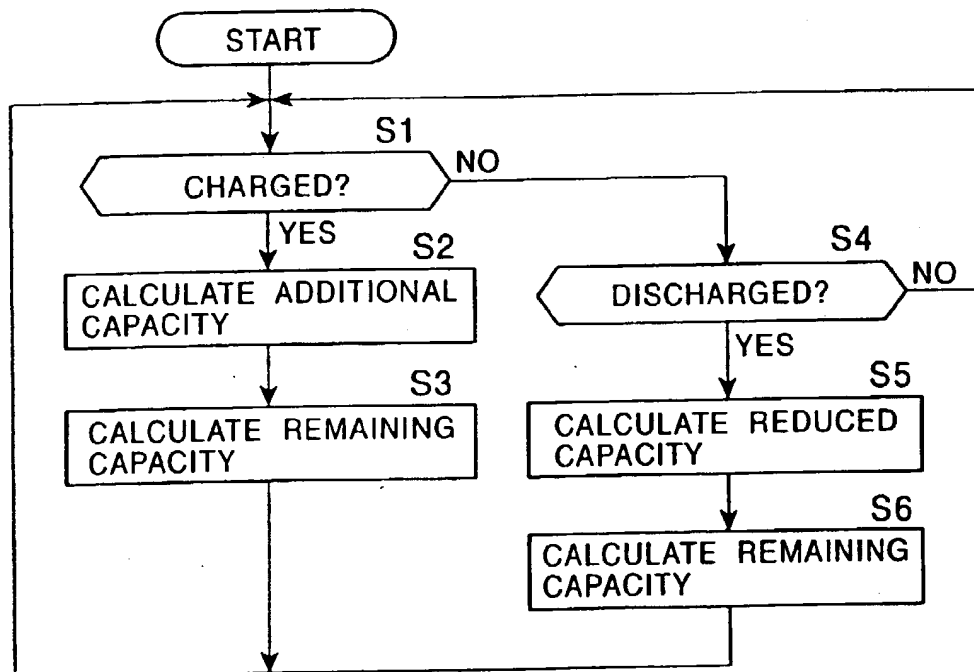 START
S1
CHARGED?
NO
YES
S2
CALCULATE ADDITIONAL
CAPACITY
S3
CALCULATE REMAINING
CAPACITY
S4
DISCHARGED?
NO
YES
S5
CALCULATE REDUCED
CAPACITY
S6
CALCULATE REMAINING
CAPACITY